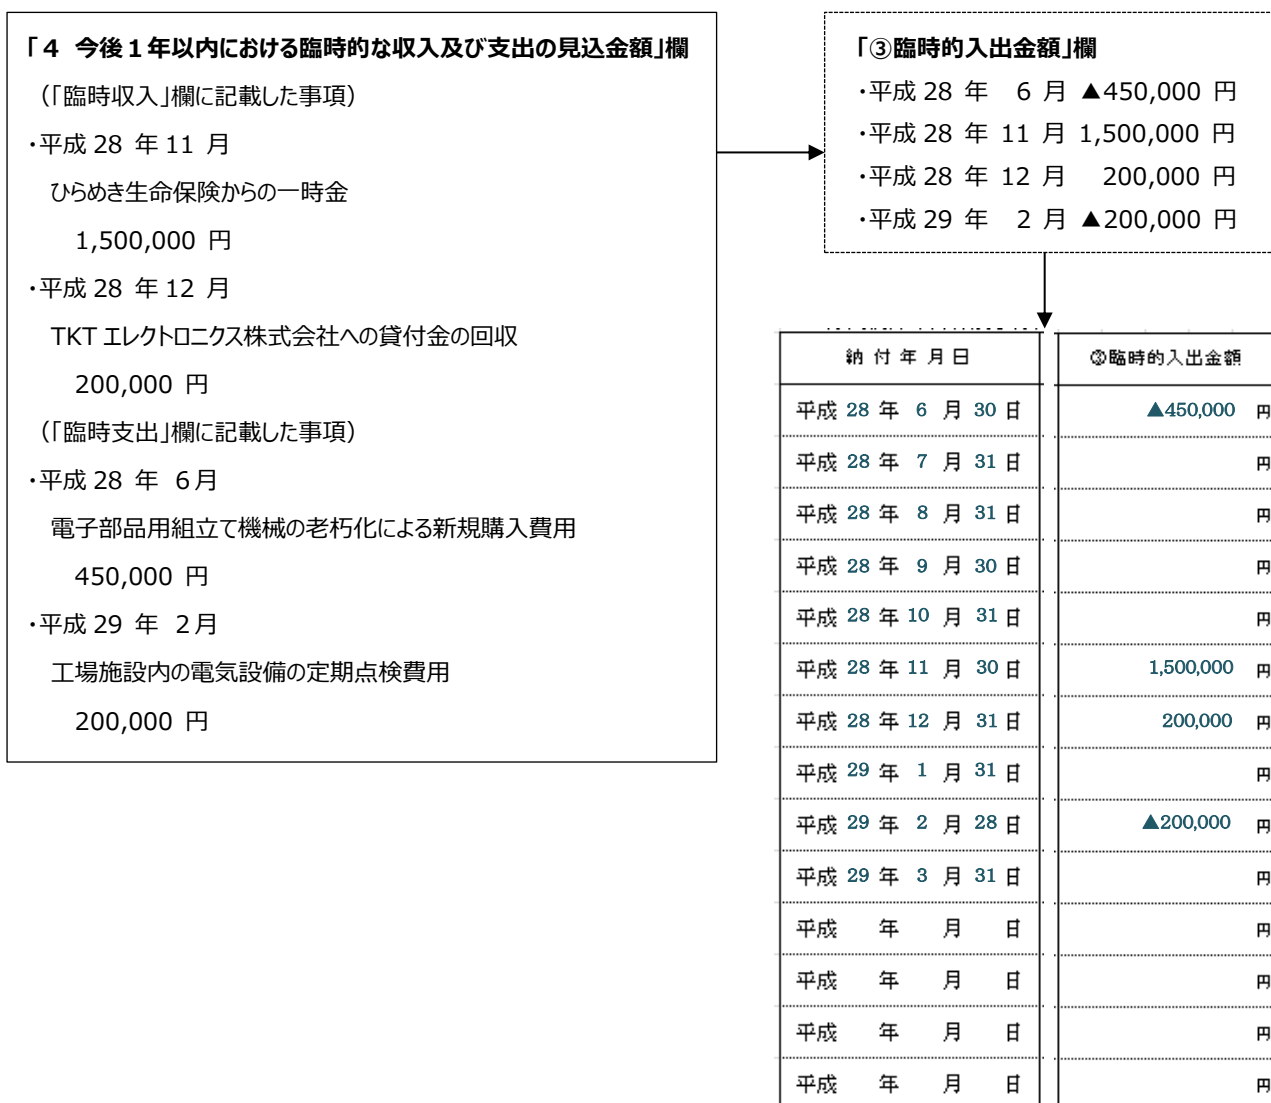 「４ 今後１年以内における臨時的な収入及び支出の見込金額」欄
（「臨時収入」欄に記載した事項）
・平成 28 年 11 月
ひらめき生命保険からの一時金
1,500,000 円
・平成 28 年 12 月
TKT エレクトロニクス株式会社への貸付金の回収
200,000 円
（「臨時支出」欄に記載した事項）
・平成 28 年 6 月
電子部品用組立て機械の老朽化による新規購入費用
450,000 円
・平成 29 年 2 月
工場施設内の電気設備の定期点検費用
200,000 円
「③臨時的入出金額」欄
・平成 28 年 6 月 ▲450,000 円
・平成 28 年 11 月 1,500,000 円
・平成 28 年 12 月 200,000 円
・平成 29 年 2 月 ▲200,000 円
納付年月日 ③臨時的入出金額
平成 28 年 6 月 30 日 ▲450,000 円
平成 28 年 7 月 31 日 円
平成 28 年 8 月 31 日 円
平成 28 年 9 月 30 日 円
平成 28 年 10 月 31 日 円
平成 28 年 11 月 30 日 1,500,000 円
平成 28 年 12 月 31 日 200,000 円
平成 29 年 1 月 31 日 円
平成 29 年 2 月 28 日 ▲200,000 円
平成 29 年 3 月 31 日 円
平成 年 月 日 円
平成 年 月 日 円
平成 年 月 日 円
平成 年 月 日 円